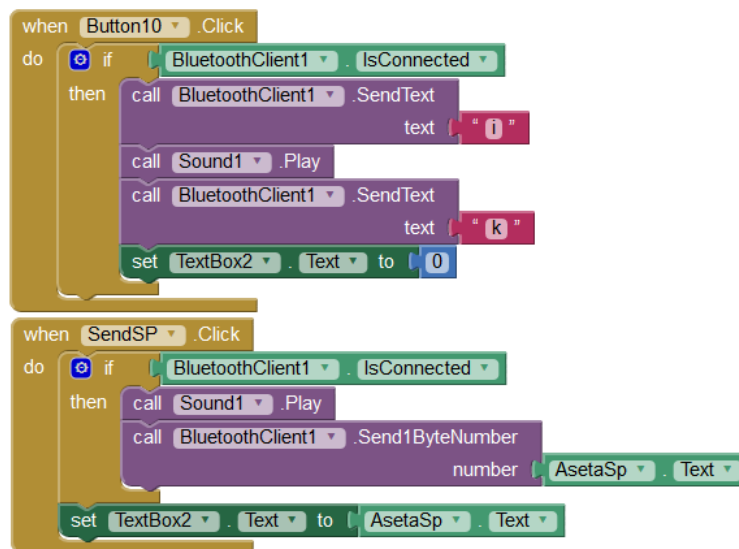 when Button10 .Click
do if BluetoothClient1 . IsConnected
then call BluetoothClient1 .SendText
text " i "
call Sound1 .Play
call BluetoothClient1 .SendText
text " k "
set TextBox2 . Text to 0
when SendSP .Click
do if BluetoothClient1 . IsConnected
then call Sound1 .Play
call BluetoothClient1 .Send1ByteNumber
number AsetaSp . Text
set TextBox2 . Text to AsetaSp . Text